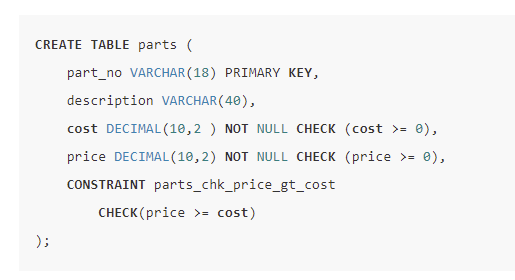 CREATE TABLE parts (
    part_no VARCHAR(18) PRIMARY KEY,
    description VARCHAR(40),
    cost DECIMAL(10,2 ) NOT NULL CHECK (cost >= 0),
    price DECIMAL(10,2) NOT NULL CHECK (price >= 0),
    CONSTRAINT parts_chk_price_gt_cost
        CHECK(price >= cost)
);